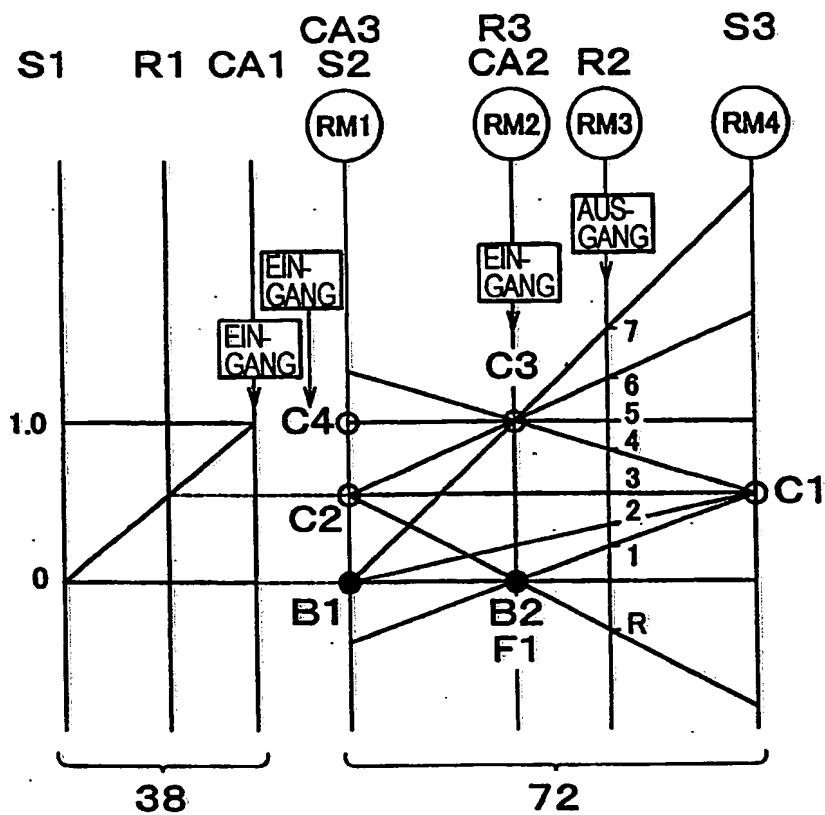 CA3 R3 S3
S1 R1 CA1 S2 CA2 R2
RM1 RM2 RM3 RM4
AUS-
GANG
EIN-
GANG
EIN-
GANG
EIN-
GANG
7
C3
6
1.0 C4 5
4
3
C2 C1
2
1
0
B1 B2 R
F1
38 72